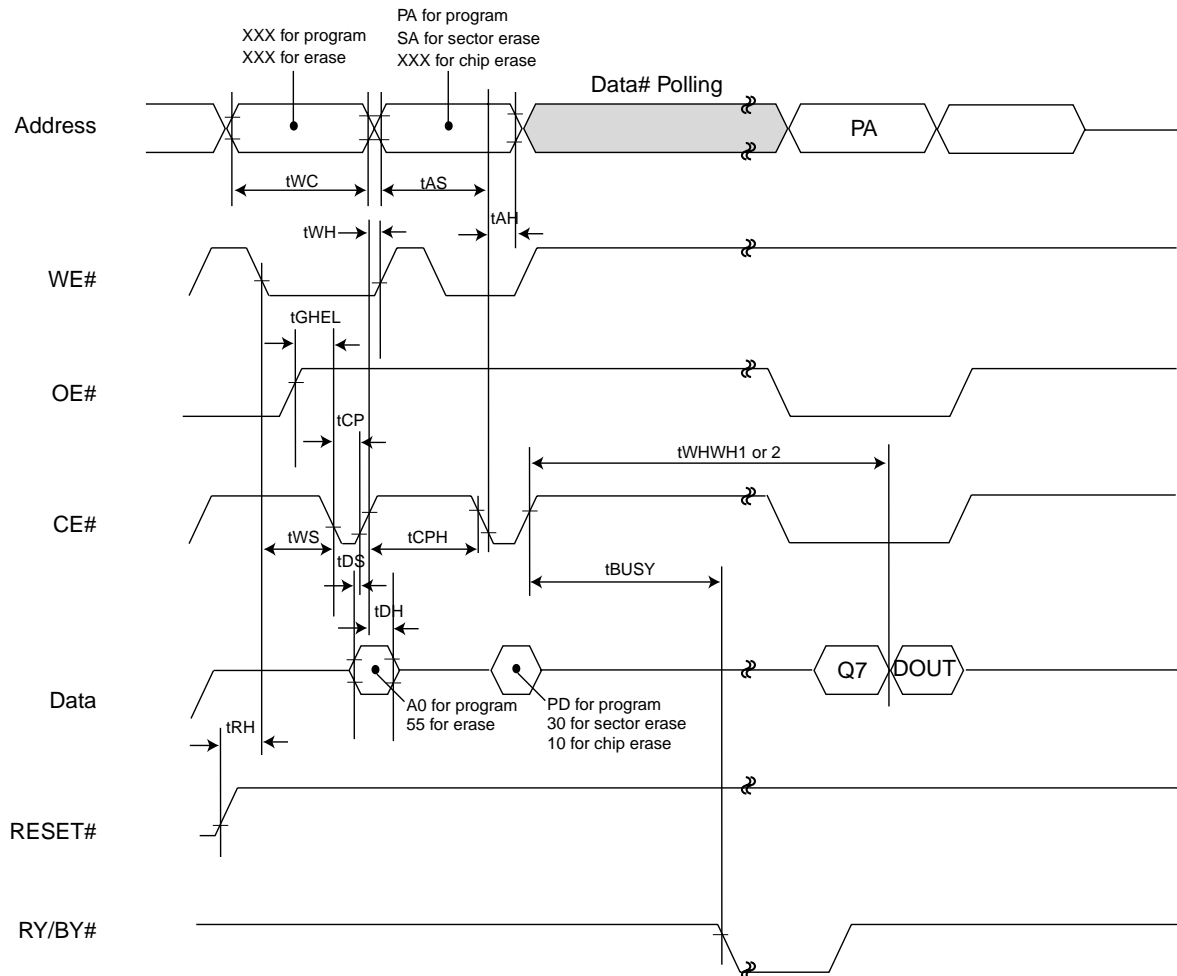 XXX for program
XXX for erase
PA for program
SA for sector erase
XXX for chip erase
Data# Polling
Address
PA
tWC
tAS
tAH
tWH
WE#
tGHEL
OE#
tCP
tWHWH1 or 2
CE#
tWS
tCPH
tDS
tBUSY
tDH
Data
Q7
DOUT
A0 for program
55 for erase
PD for program
30 for sector erase
10 for chip erase
tRH
RESET#
RY/BY#